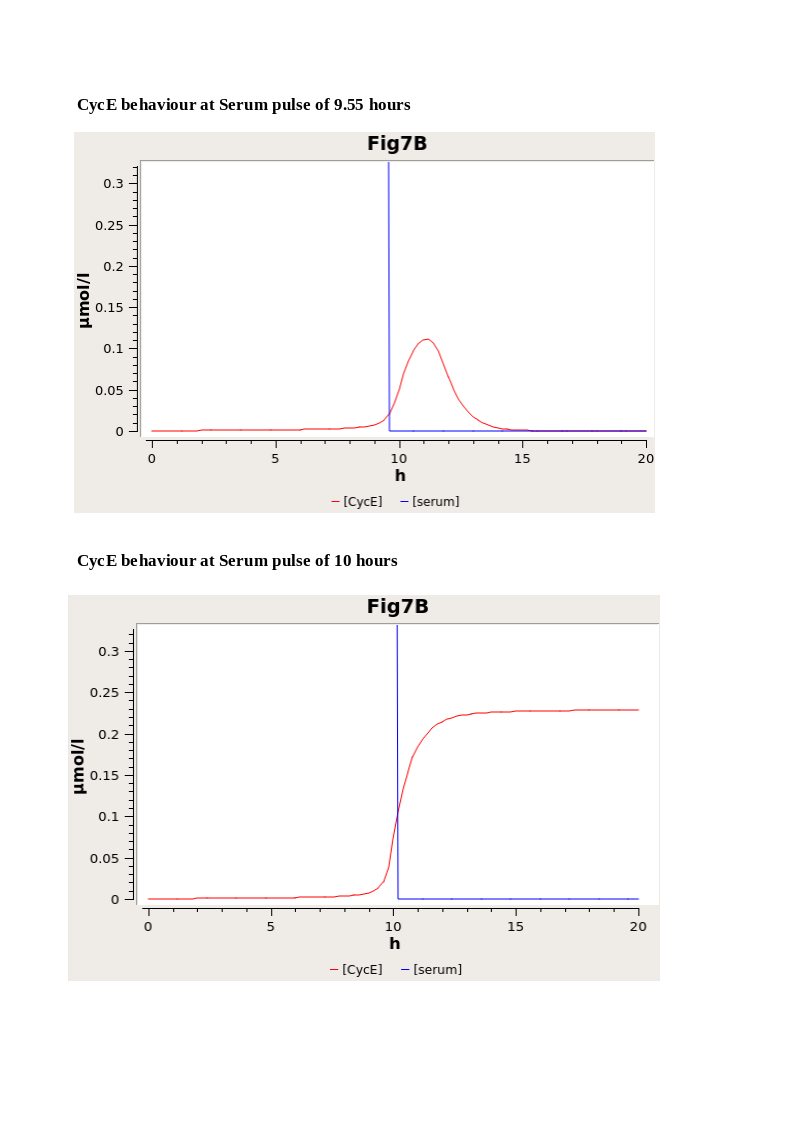 CycE behaviour at Serum pulse of 9.55 hours
Fig7B
0.3
0.25
0.2
0.15
0.1
0.05
0
µmol/l
0 5 10 15 20
h
[CycE] [serum]
CycE behaviour at Serum pulse of 10 hours
Fig7B
0.3
0.25
0.2
0.15
0.1
0.05
0
µmol/l
0 5 10 15 20
h
[CycE] [serum]